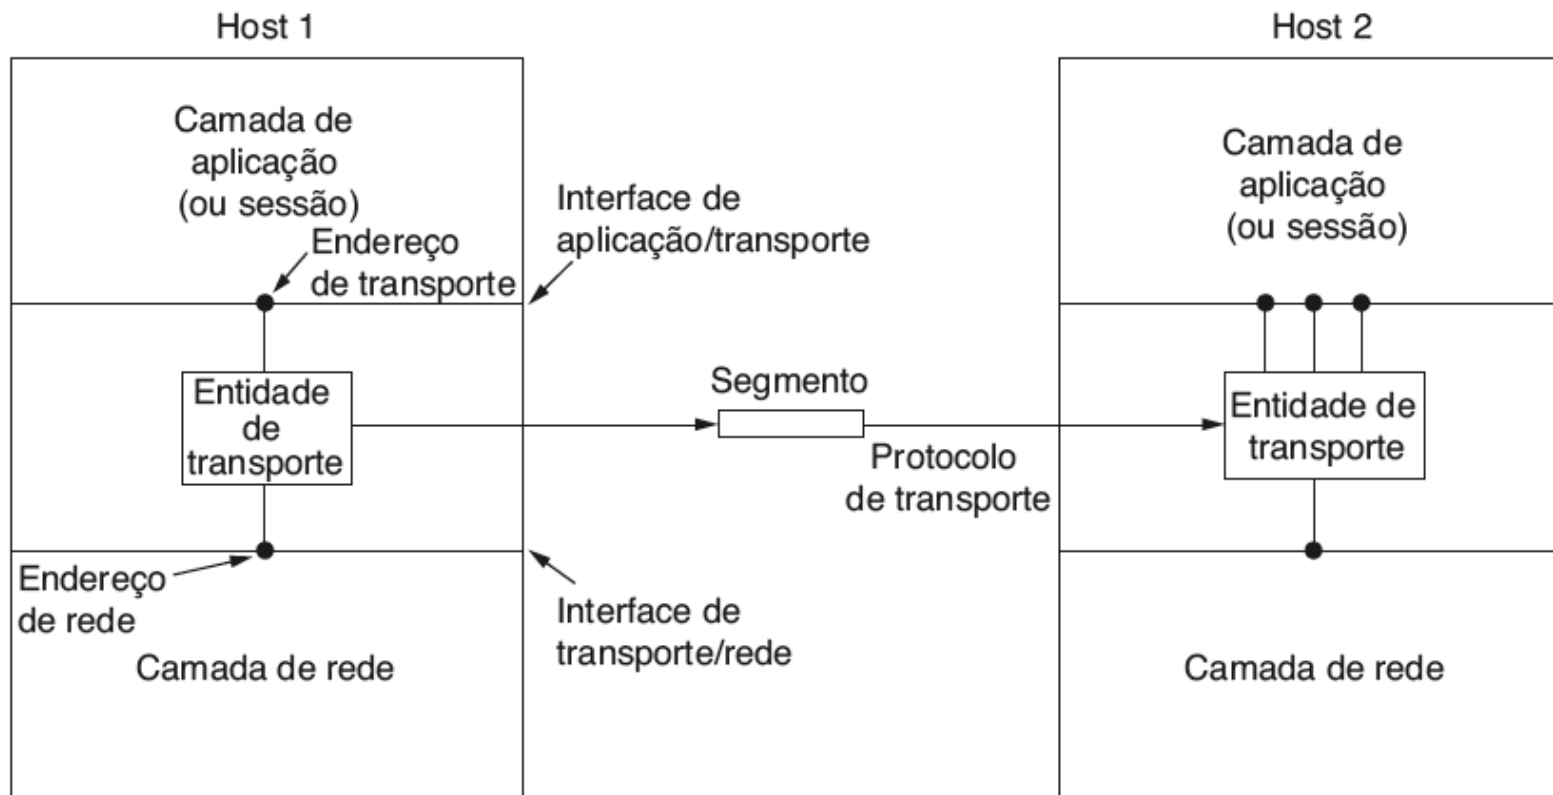 Host 1
Host 2
Camada de
aplicação
(ou sessão)
Endereço
de transporte
Interface de
aplicação/transporte
Camada de
aplicação
(ou sessão)
Entidade
de
transporte
Segmento
Protocolo
de transporte
Entidade de
transporte
Endereço
de rede
Camada de rede
Interface de
transporte/rede
Camada de rede